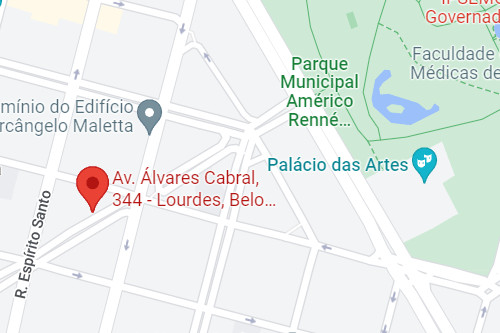 IPSEMG
Governad
Faculdade
Médicas de
Parque
Municipal
Américo
Renné...
mínio do Edifício
rcângelo Maletta
Palácio das Artes
Av. Álvares Cabral,
344 - Lourdes, Belo...
R. Espírito Santo